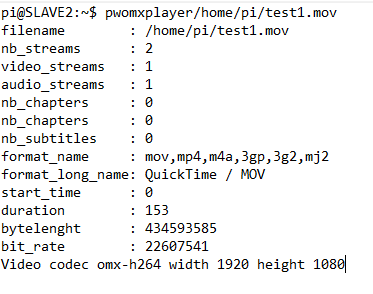 pi@SLAVE2:~$ pwomxplayer/home/pi/test1.mov
filename       : /home/pi/test1.mov
nb_streams     : 2
video_streams  : 1
audio_streams  : 1
nb_chapters    : 0
nb_chapters    : 0
nb_subtitles   : 0
format_name    : mov,mp4,m4a,3gp,3g2,mj2
format_long_name: QuickTime / MOV
start_time     : 0
duration       : 153
bytelenght     : 434593585
bit_rate       : 22607541
Video codec omx-h264 width 1920 height 1080